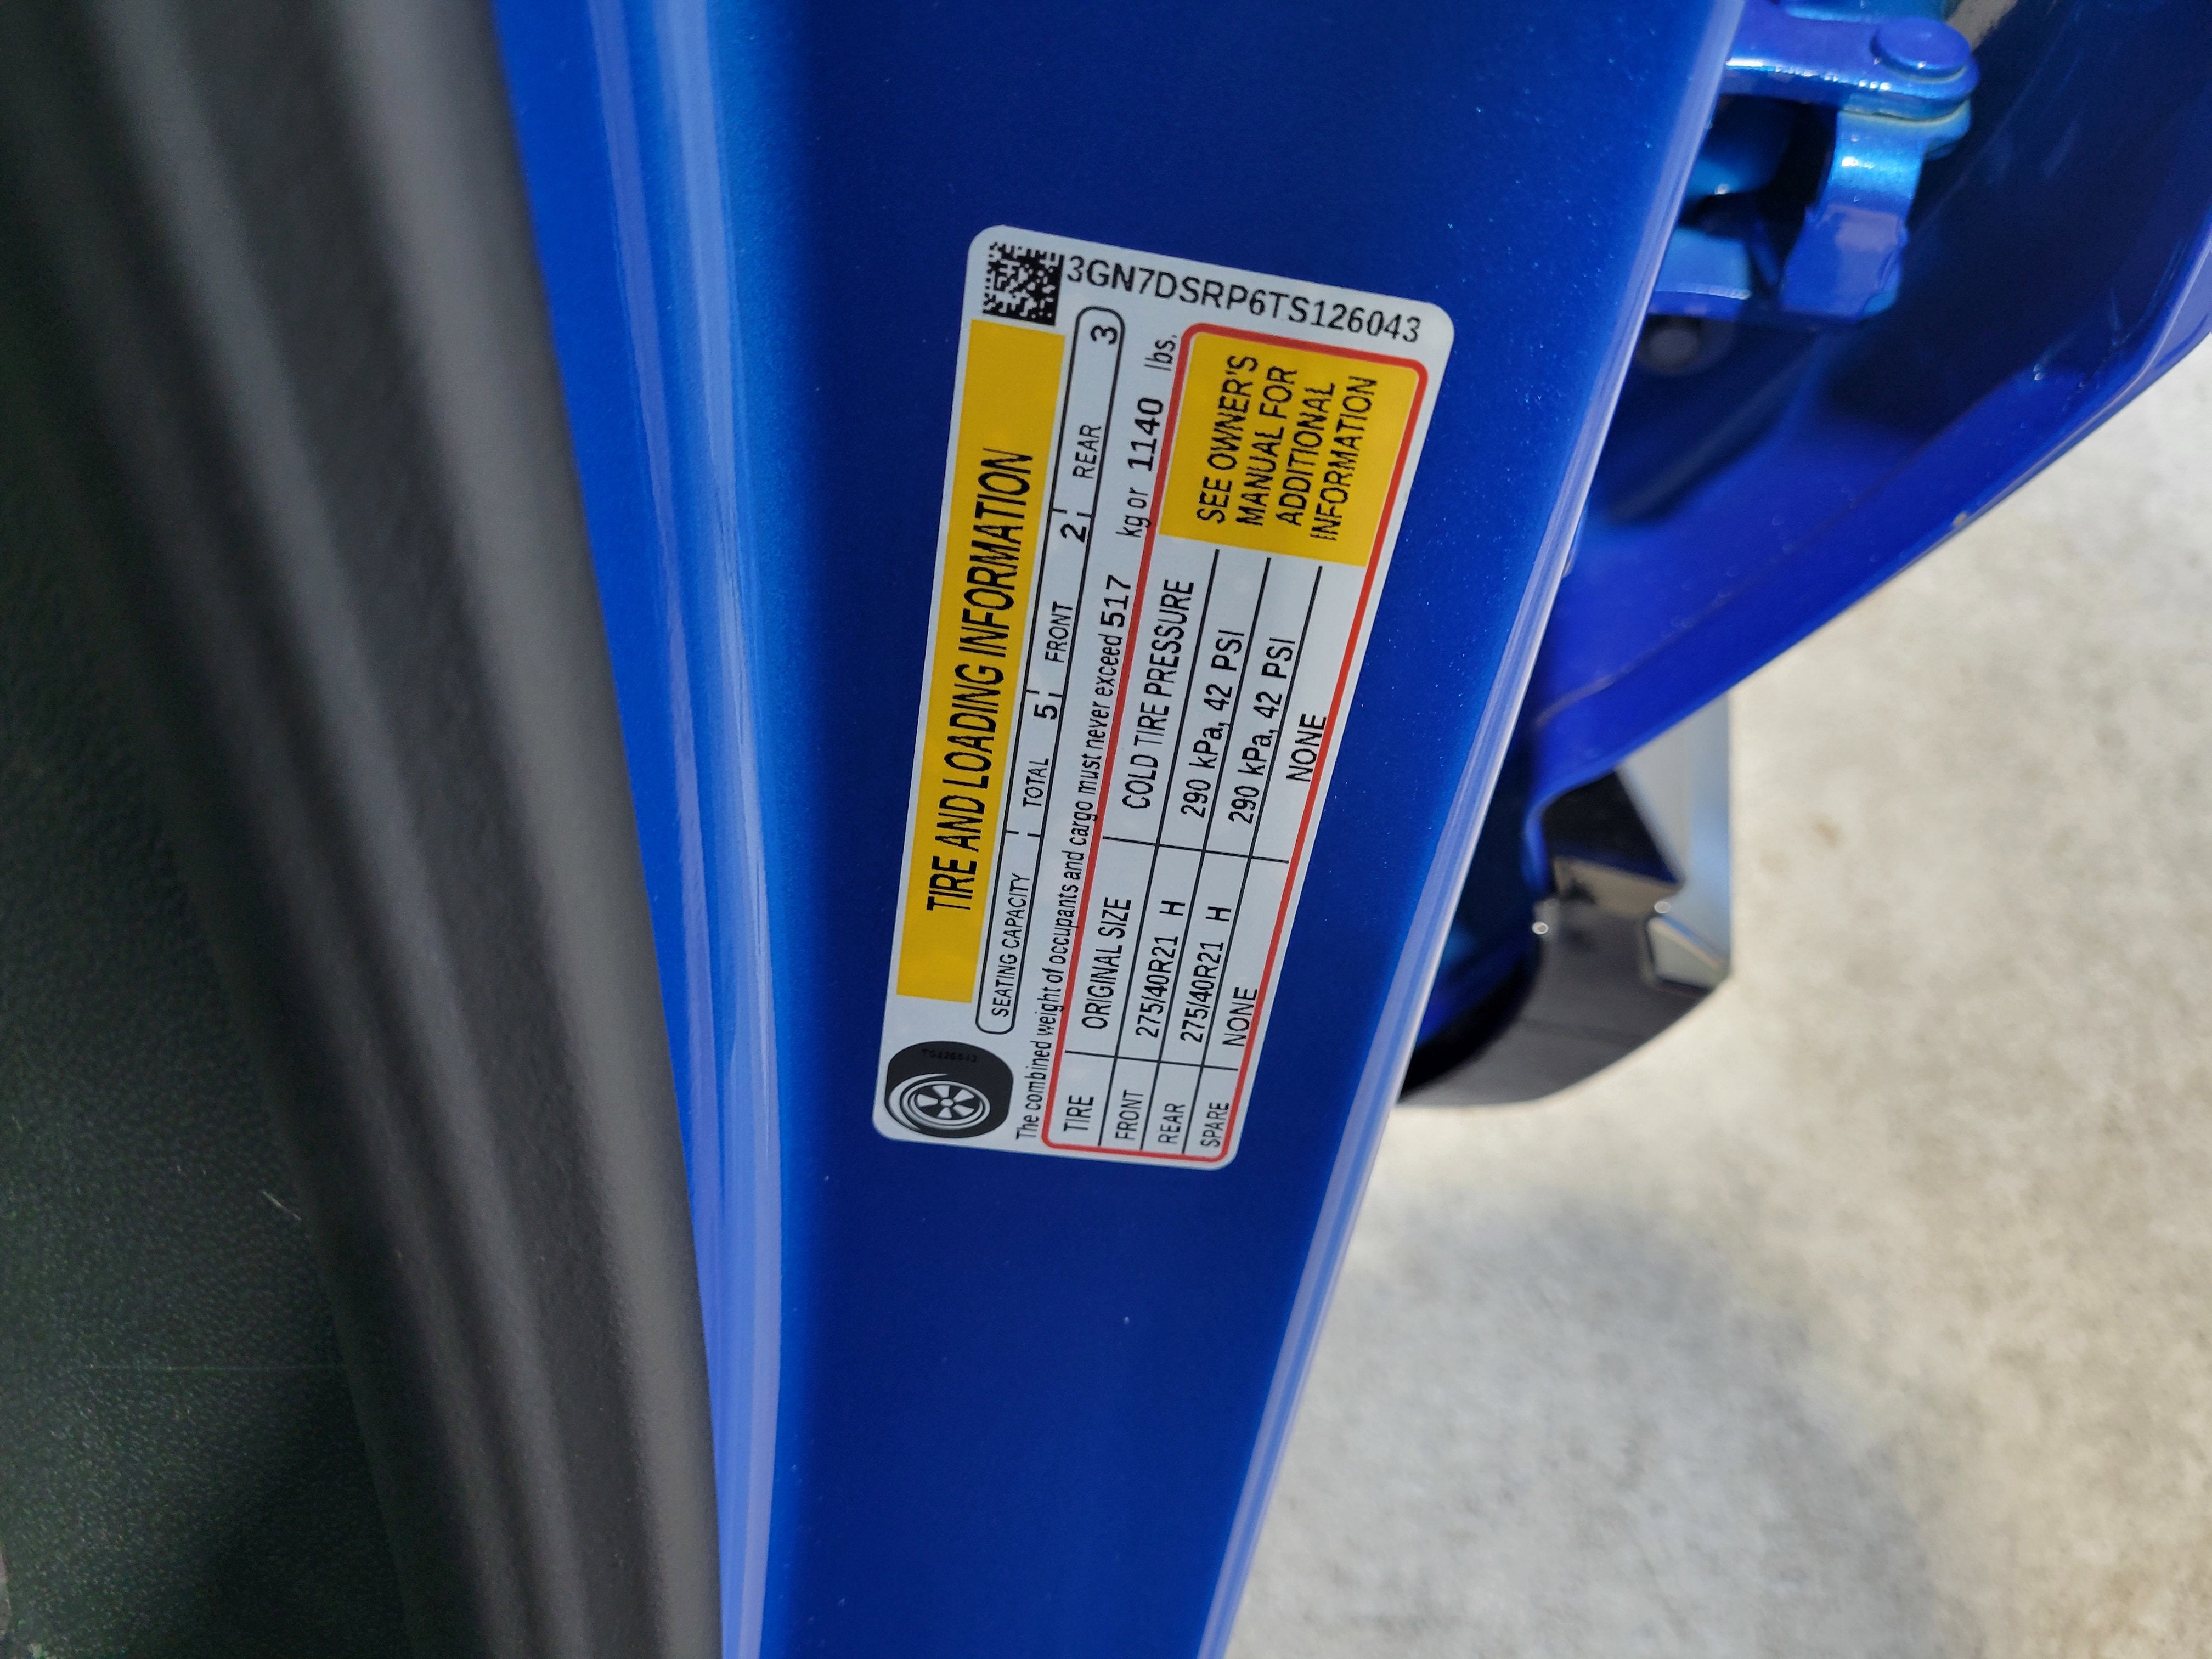 TIRE AND LOADING INFORMATION
SEATING CAPACITY TOTAL 5 FRONT 2 REAR 3
The combined weight of occupants and cargo must never exceed 517 kg or 1140 lbs.
TIRE ORIGINAL SIZE COLD TIRE PRESSURE
FRONT 275/40R21 H 290 kPa, 42 PSI
REAR 275/40R21 H 290 kPa, 42 PSI
SPARE NONE NONE
SEE OWNER'S
MANUAL FOR
ADDITIONAL
INFORMATION
3GN7DSRP6TS126043